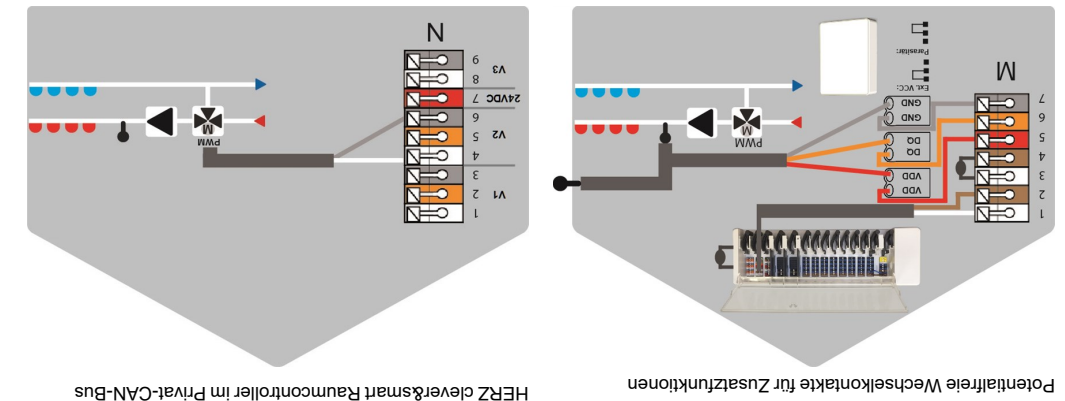 Potentialfreie Wechselkontakte für Zusatzfunktionen
1
2
3
4
5
6
7
M
VDD
VDD
DQ
DQ
GND
GND
M
PWM
Ext. VCC:
Parasitär:
HERZ clever&smart Raumcontroller im Privat-CAN-Bus
1
2
V1
3
4
5
V2
6
7 24VDC
8
V3
9
N
PWM
M